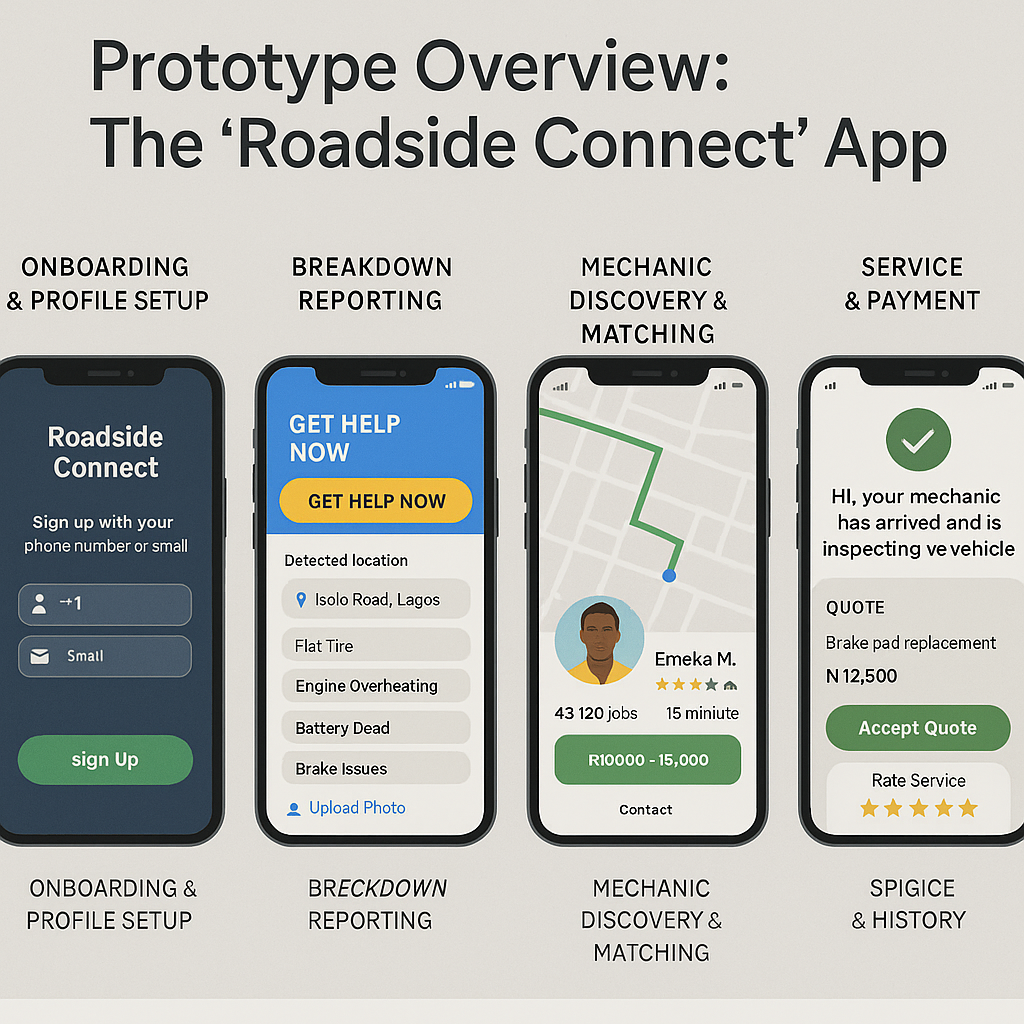 Prototype Overview:
The ‘Roadside Connect’ App
ONBOARDING
& PROFILE SETUP
BREAKDOWN
REPORTING
MECHANIC
DISCOVERY &
MATCHING
SERVICE
& PAYMENT
Roadside
Connect
Sign up with your
phone number or small
→1
Small
sign Up
GET HELP
NOW
GET HELP NOW
Detected location
Isolo Road, Lagos
Flat Tire
Engine Overheating
Battery Dead
Brake Issues
Upload Photo
Emeka M.
43 120 jobs
15 miniute
R10000 - 15,000
Contact
HI, your mechanic
has arrived and is
inspecting ve vehicle
QUOTE
Brake pad replacement
N 12,500
Accept Quote
Rate Service
ONBOARDING &
PROFILE SETUP
BRECKDOWN
REPORTING
MECHANIC
DISCOVERY &
MATCHING
SPIGICE
& HISTORY